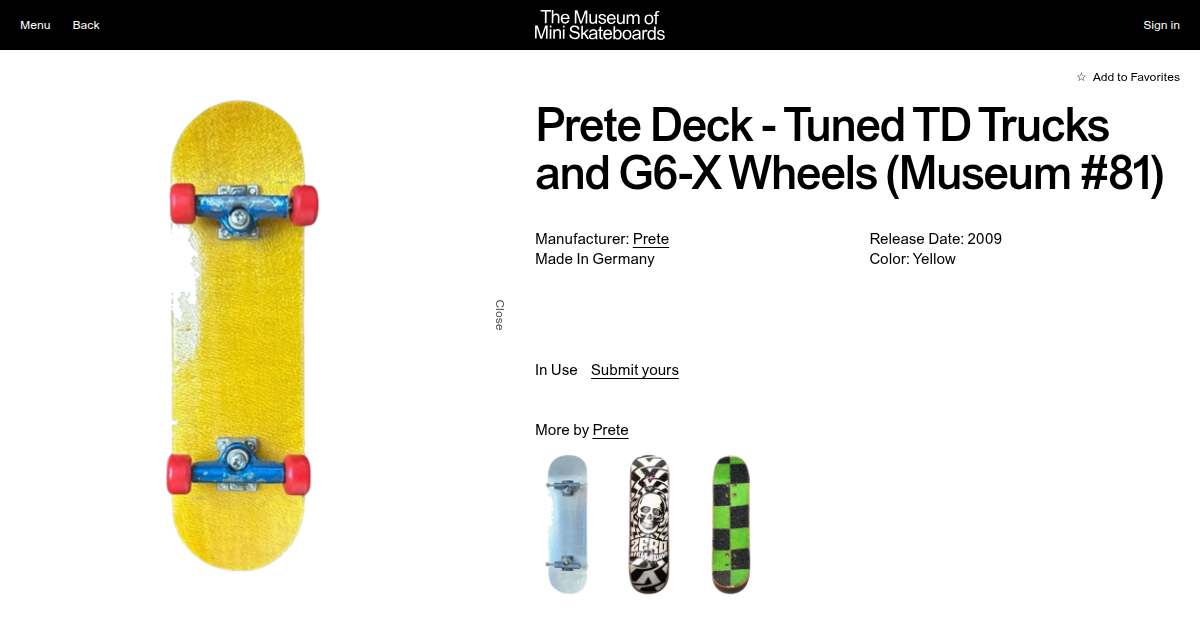 Menu
Back
The Museum of
Mini Skateboards
Sign in
☆ Add to Favorites
Prete Deck - Tuned TD Trucks
and G6-X Wheels (Museum #81)
Manufacturer: Prete
Made In Germany
Release Date: 2009
Color: Yellow
Close
In Use
Submit yours
More by Prete
ZERO